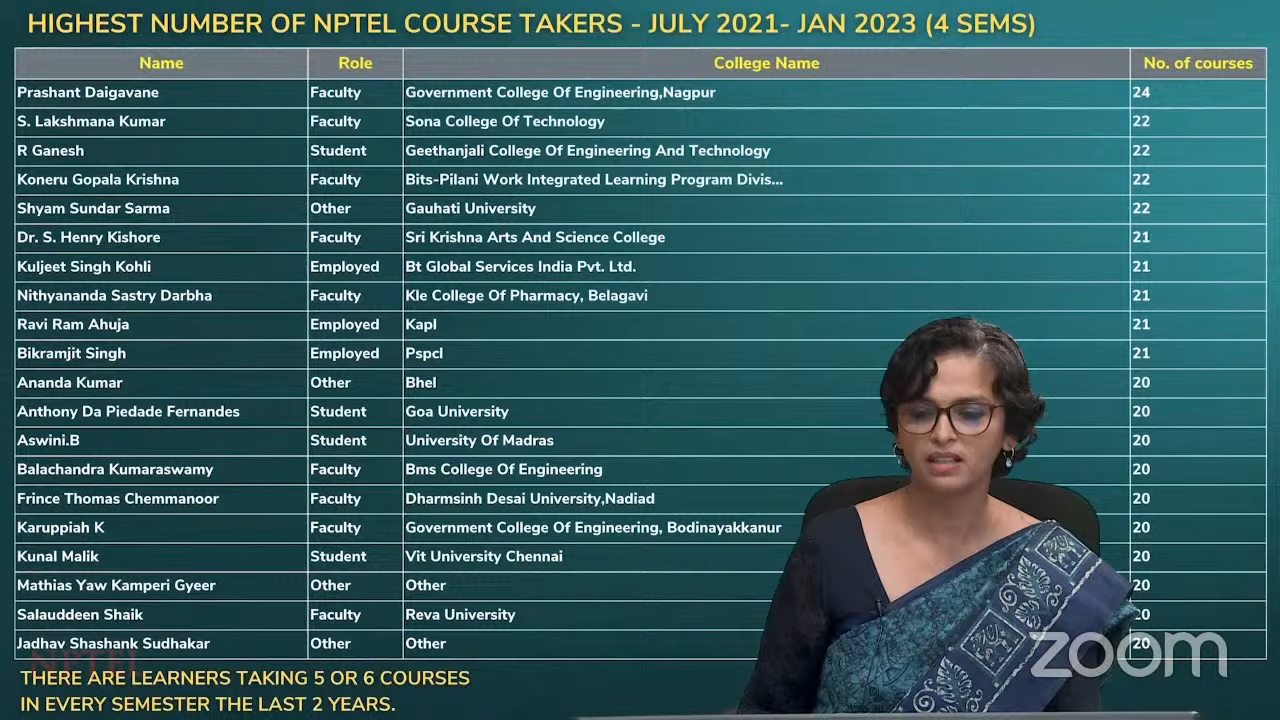 HIGHEST NUMBER OF NPTEL COURSE TAKERS - JULY 2021- JAN 2023 (4 SEMS)
Name Role College Name No. of courses
Prashant Daigavane Faculty Government College Of Engineering,Nagpur 24
S. Lakshmana Kumar Faculty Sona College Of Technology 22
R Ganesh Student Geethanjali College Of Engineering And Technology 22
Koneru Gopala Krishna Faculty Bits-Pilani Work Integrated Learning Program Divis... 22
Shyam Sundar Sarma Other Gauhati University 22
Dr. S. Henry Kishore Faculty Sri Krishna Arts And Science College 21
Kuljeet Singh Kohli Employed Bt Global Services India Pvt. Ltd. 21
Nithyananda Sastry Darbha Faculty Kle College Of Pharmacy, Belagavi 21
Ravi Ram Ahuja Employed Kapl 21
Bikramjit Singh Employed Pspcl 21
Ananda Kumar Other Bhel 20
Anthony Da Piedade Fernandes Student Goa University 20
Aswini.B Student University Of Madras 20
Balachandra Kumaraswamy Faculty Bms College Of Engineering 20
Frince Thomas Chemmanoor Faculty Dharmsinh Desai University,Nadiad 20
Karuppiah K Faculty Government College Of Engineering, Bodinayakkanur 20
Kunal Malik Student Vit University Chennai 20
Mathias Yaw Kamperi Gyeer Other Other 20
Salauddeen Shaik Faculty Reva University 20
Jadhav Shashank Sudhakar Other Other 20
NPTEL
zoom
THERE ARE LEARNERS TAKING 5 OR 6 COURSES
IN EVERY SEMESTER THE LAST 2 YEARS.